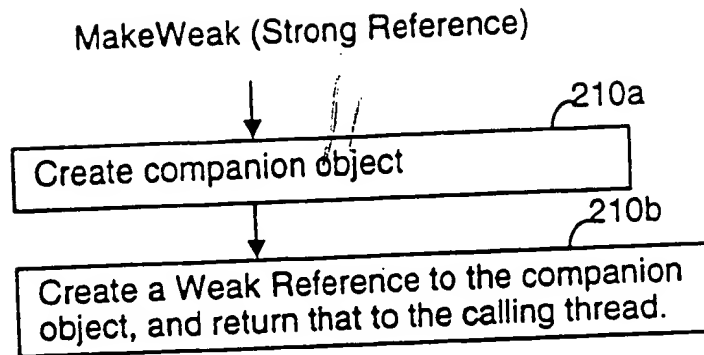 MakeWeak (Strong Reference)
210a
Create companion object
210b
Create a Weak Reference to the companion
object, and return that to the calling thread.